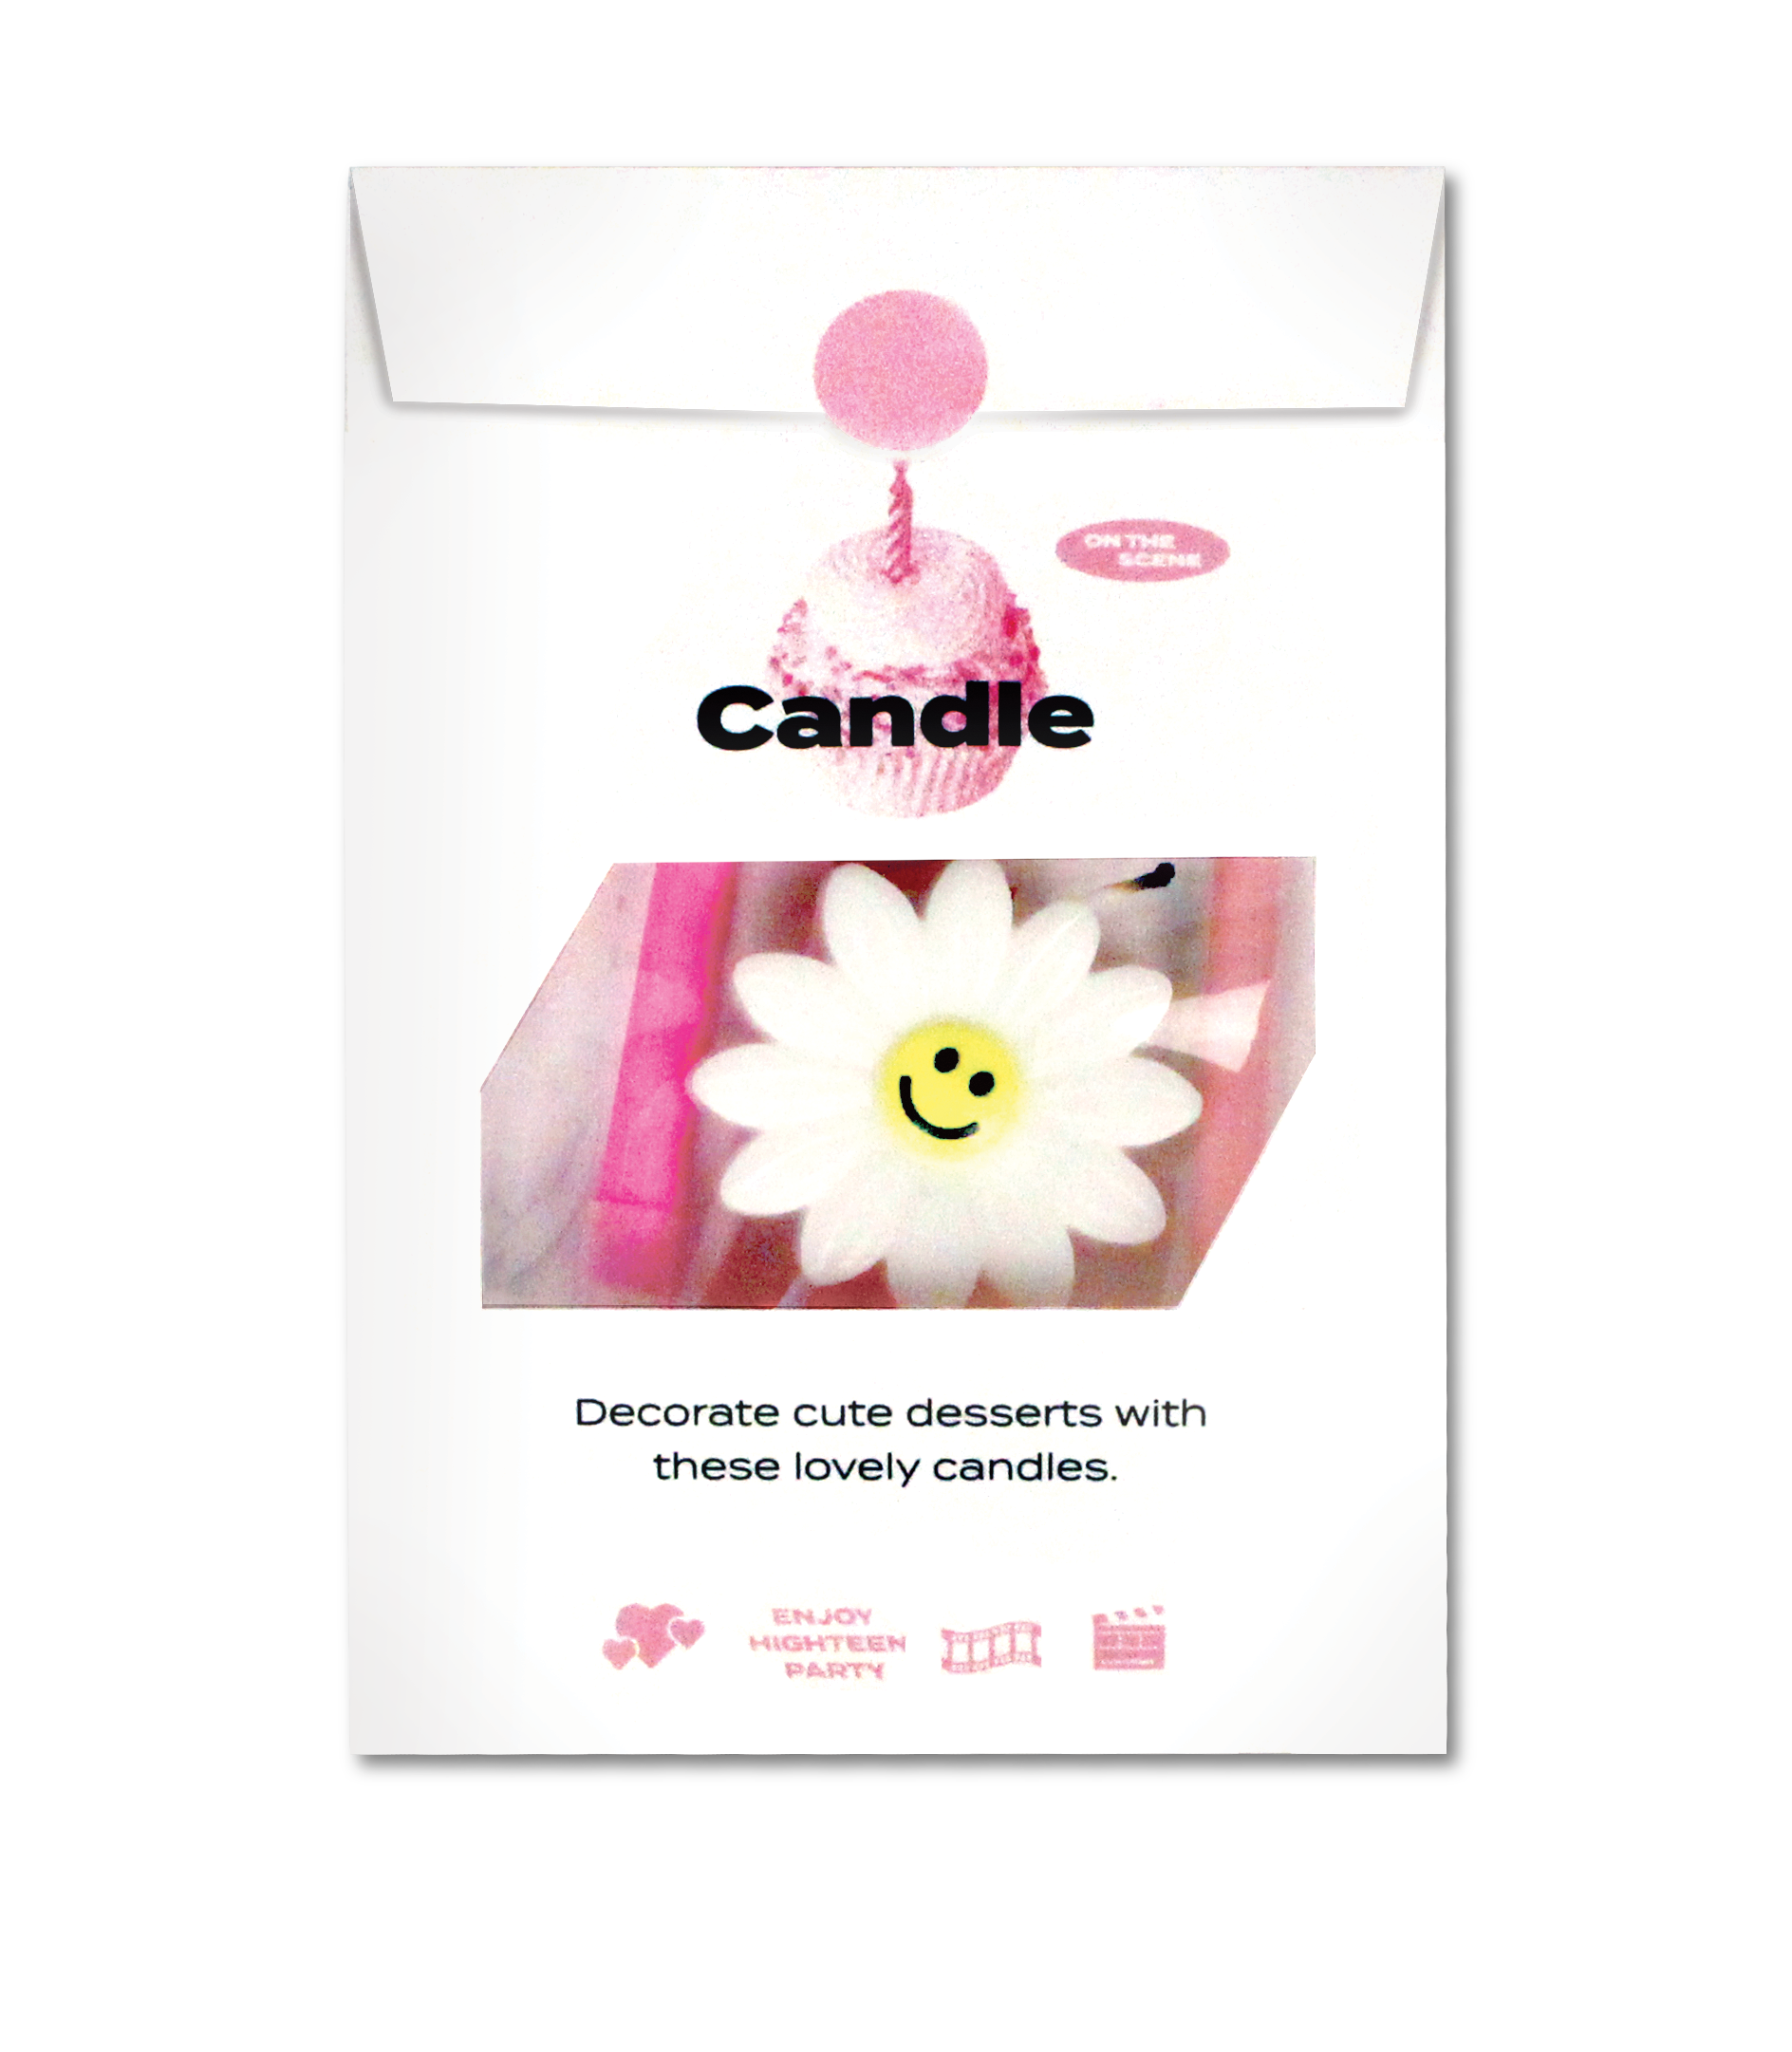 ON THE
SCENE
Candle
Decorate cute desserts with
these lovely candles.
ENJOY
HIGHTEEN
PARTY